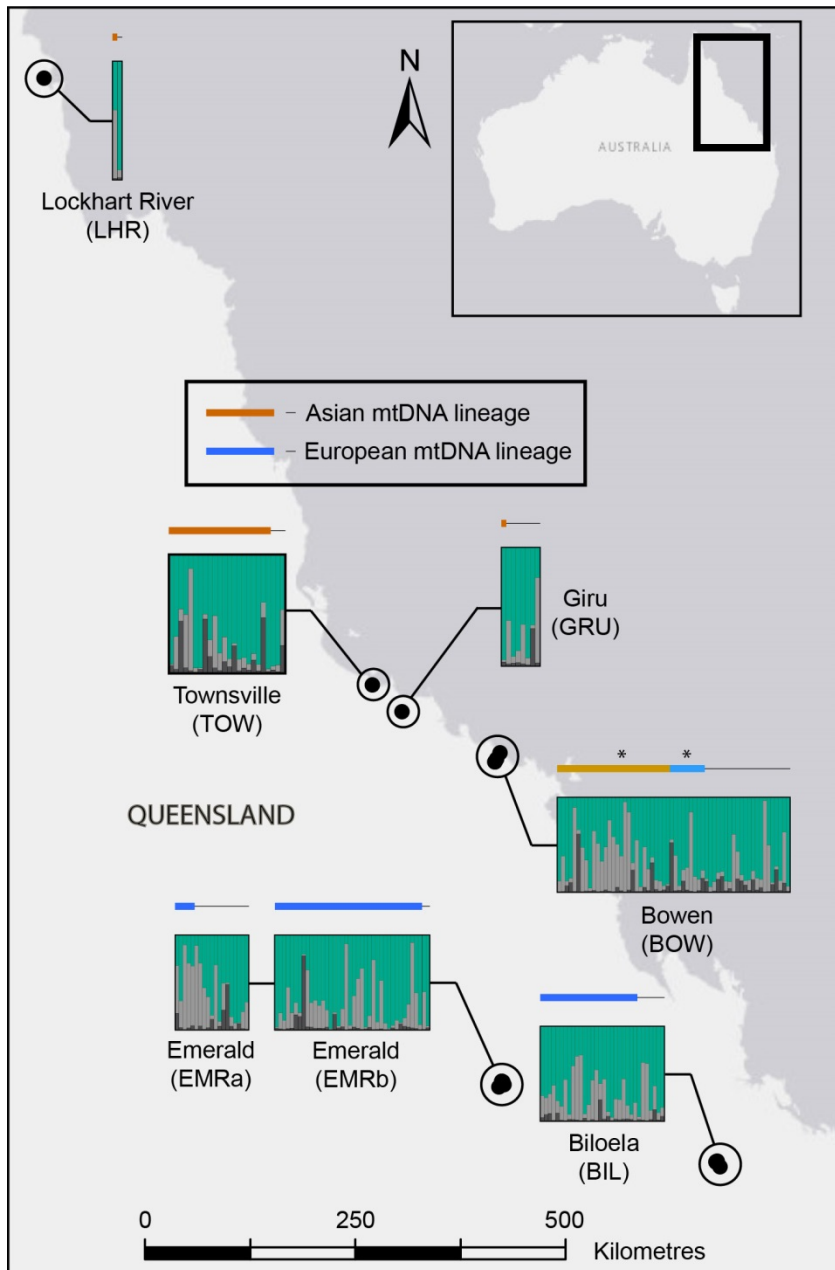 N
AUSTRALIA
Lockhart River
(LHR)
Asian mtDNA lineage
European mtDNA lineage
Giru
(GRU)
Townsville
(TOW)
* *
QUEENSLAND
Bowen
(BOW)
Emerald
(EMRa)
Emerald
(EMRb)
Biloela
(BIL)
0 250 500
Kilometres